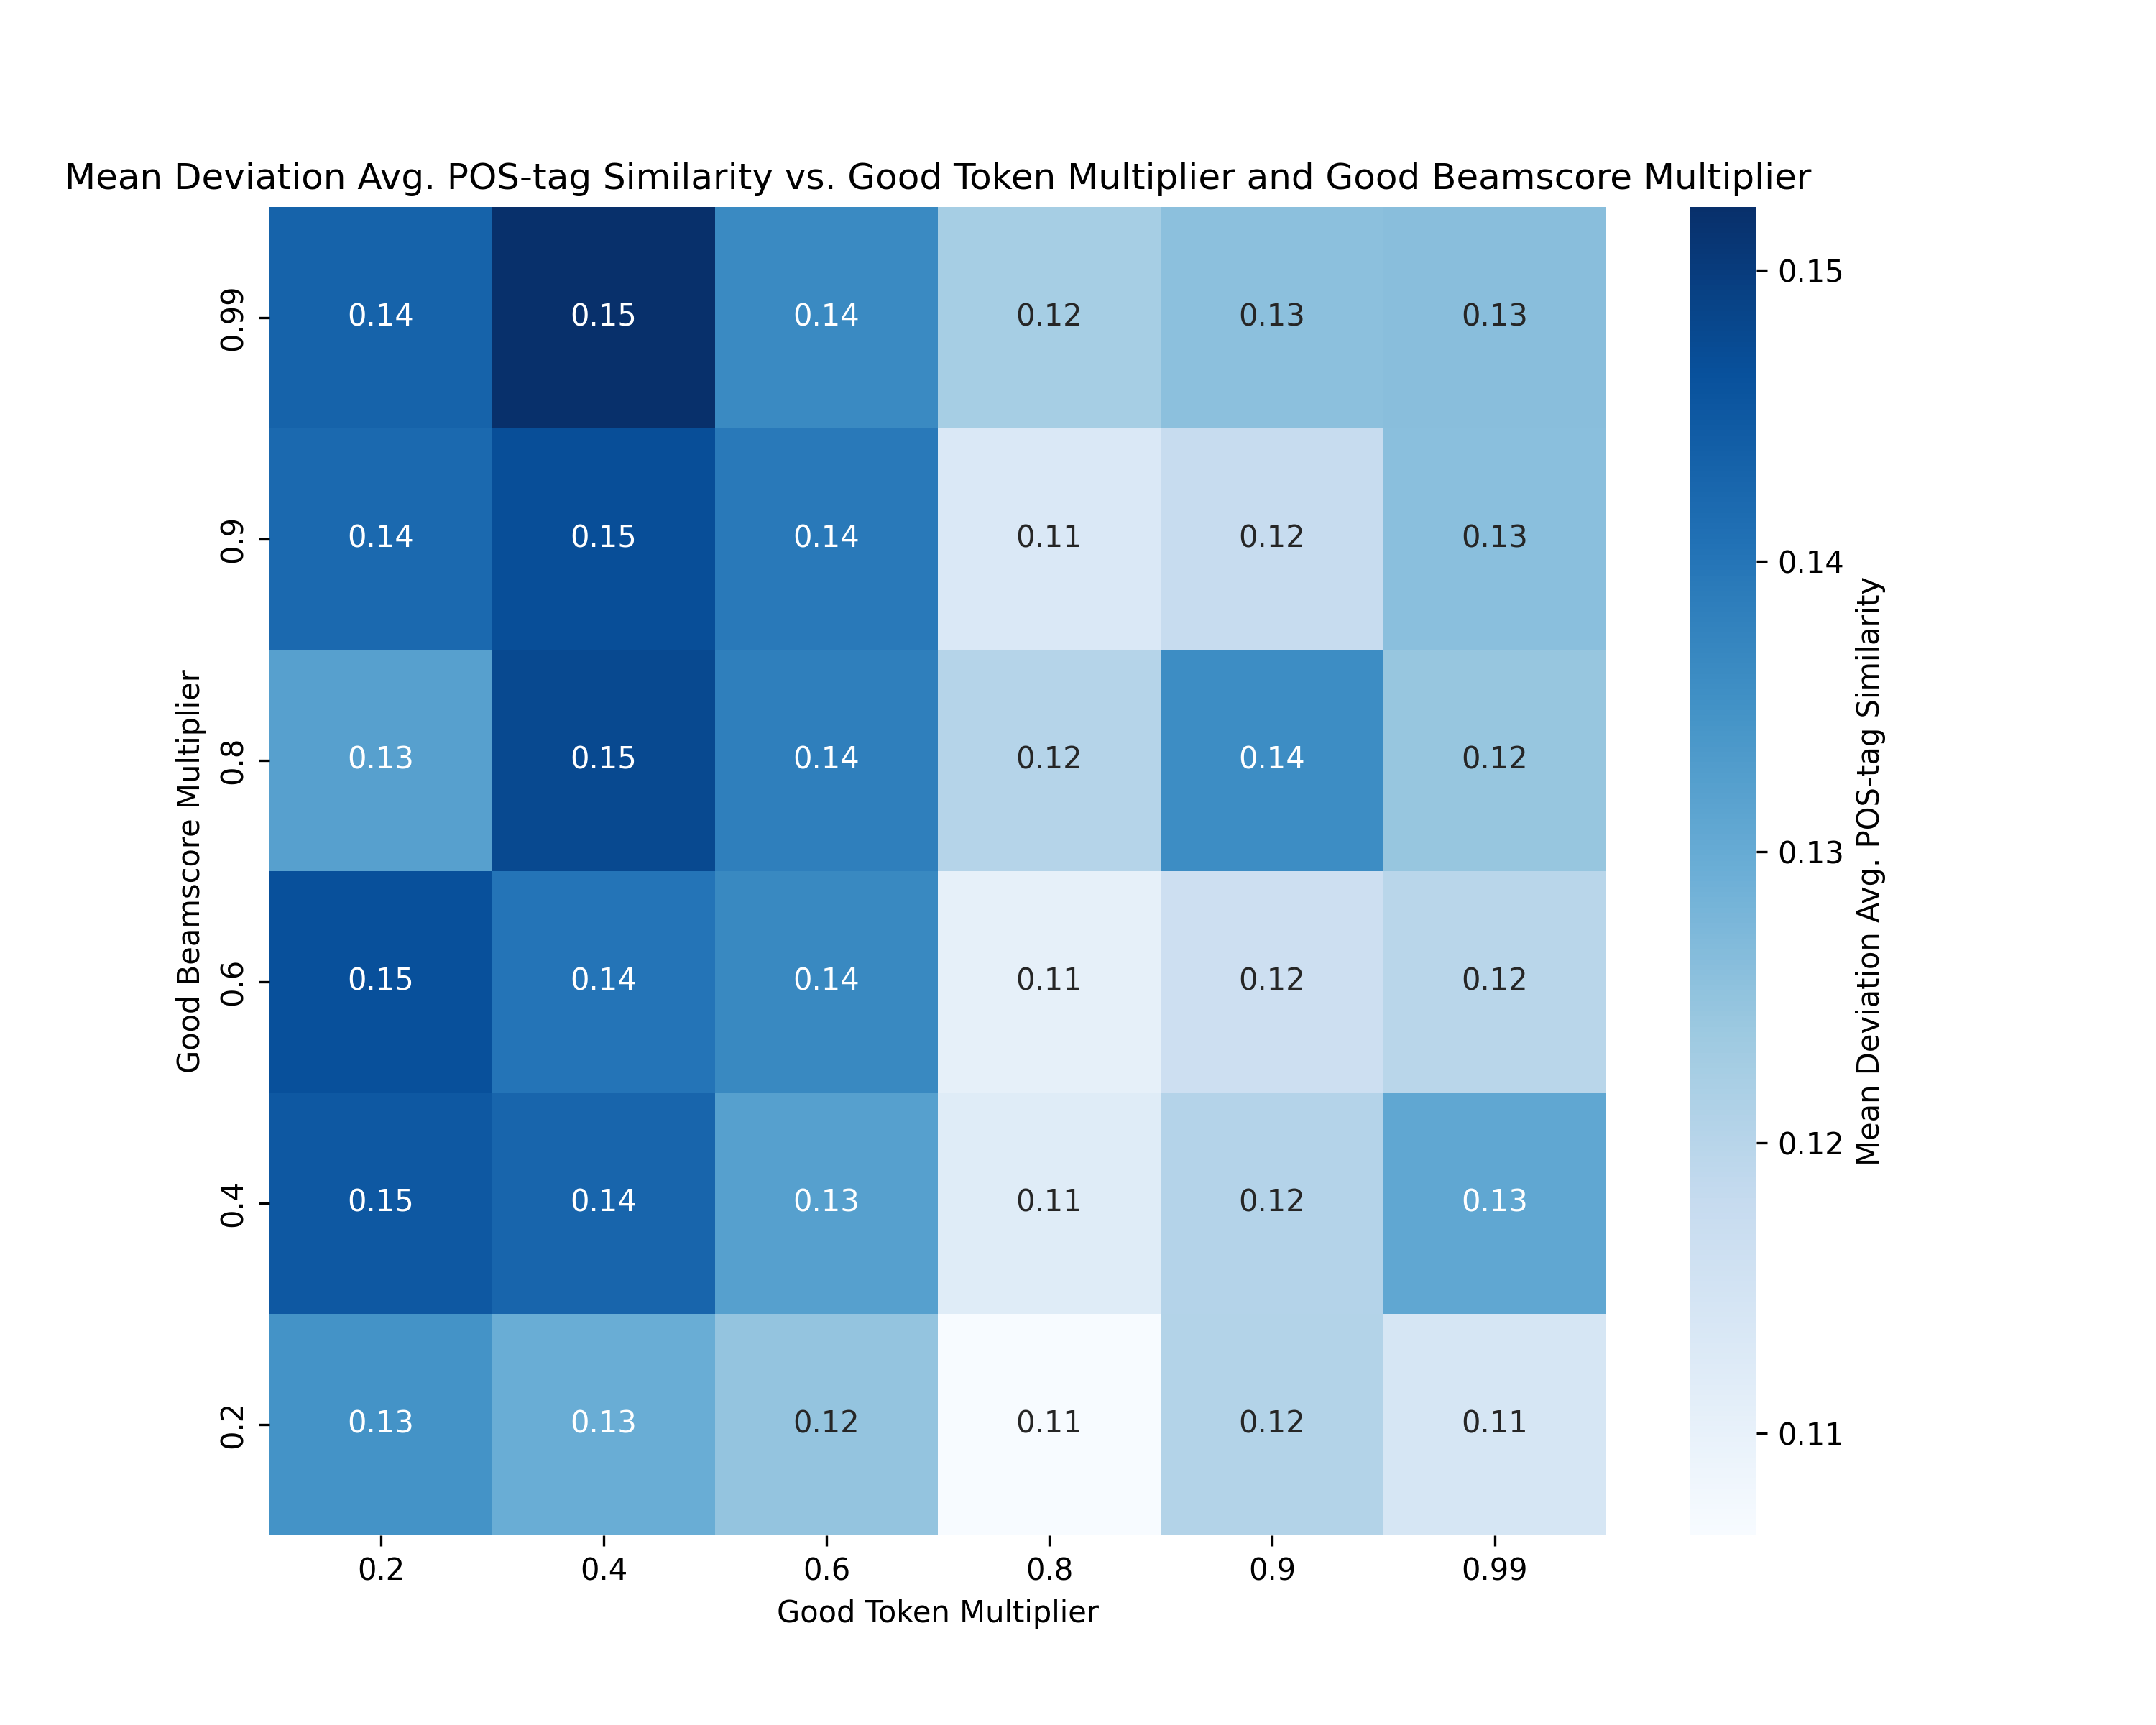 Mean Deviation Avg. POS-tag Similarity vs. Good Token Multiplier and Good Beamscore Multiplier
Good Beamscore Multiplier
0.99 0.14 0.15 0.14 0.12 0.13 0.13
0.9 0.14 0.15 0.14 0.11 0.12 0.13
0.8 0.13 0.15 0.14 0.12 0.14 0.12
0.6 0.15 0.14 0.14 0.11 0.12 0.12
0.4 0.15 0.14 0.13 0.11 0.12 0.13
0.2 0.13 0.13 0.12 0.11 0.12 0.11
0.2 0.4 0.6 0.8 0.9 0.99
Good Token Multiplier
0.15
0.14
0.13
0.12
0.11
Mean Deviation Avg. POS-tag Similarity